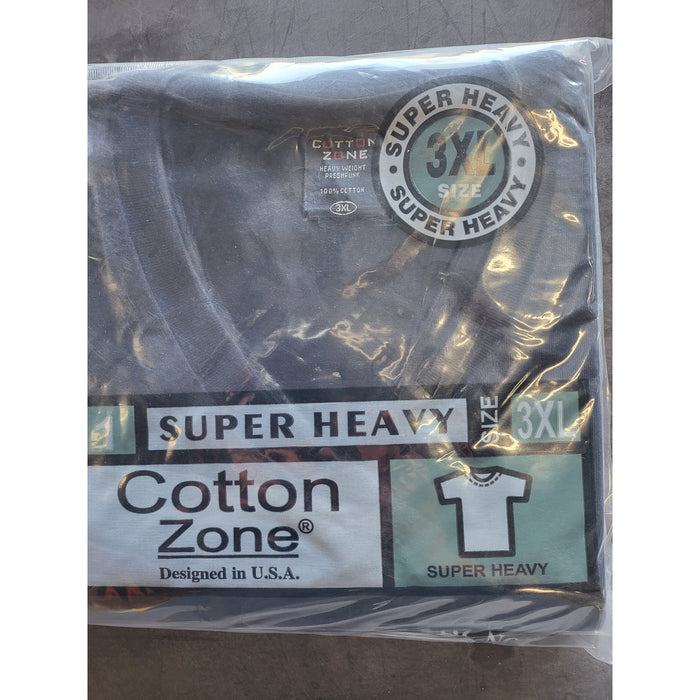 SUPER HEAVY
3XL
SIZE
SUPER HEAVY
COTTON
ZONE
HEAVY WEIGHT
PRESHRUNK
100% COTTON
3XL
SUPER HEAVY
SIZE 3XL
Cotton
Zone®
Designed in U.S.A.
SUPER HEAVY